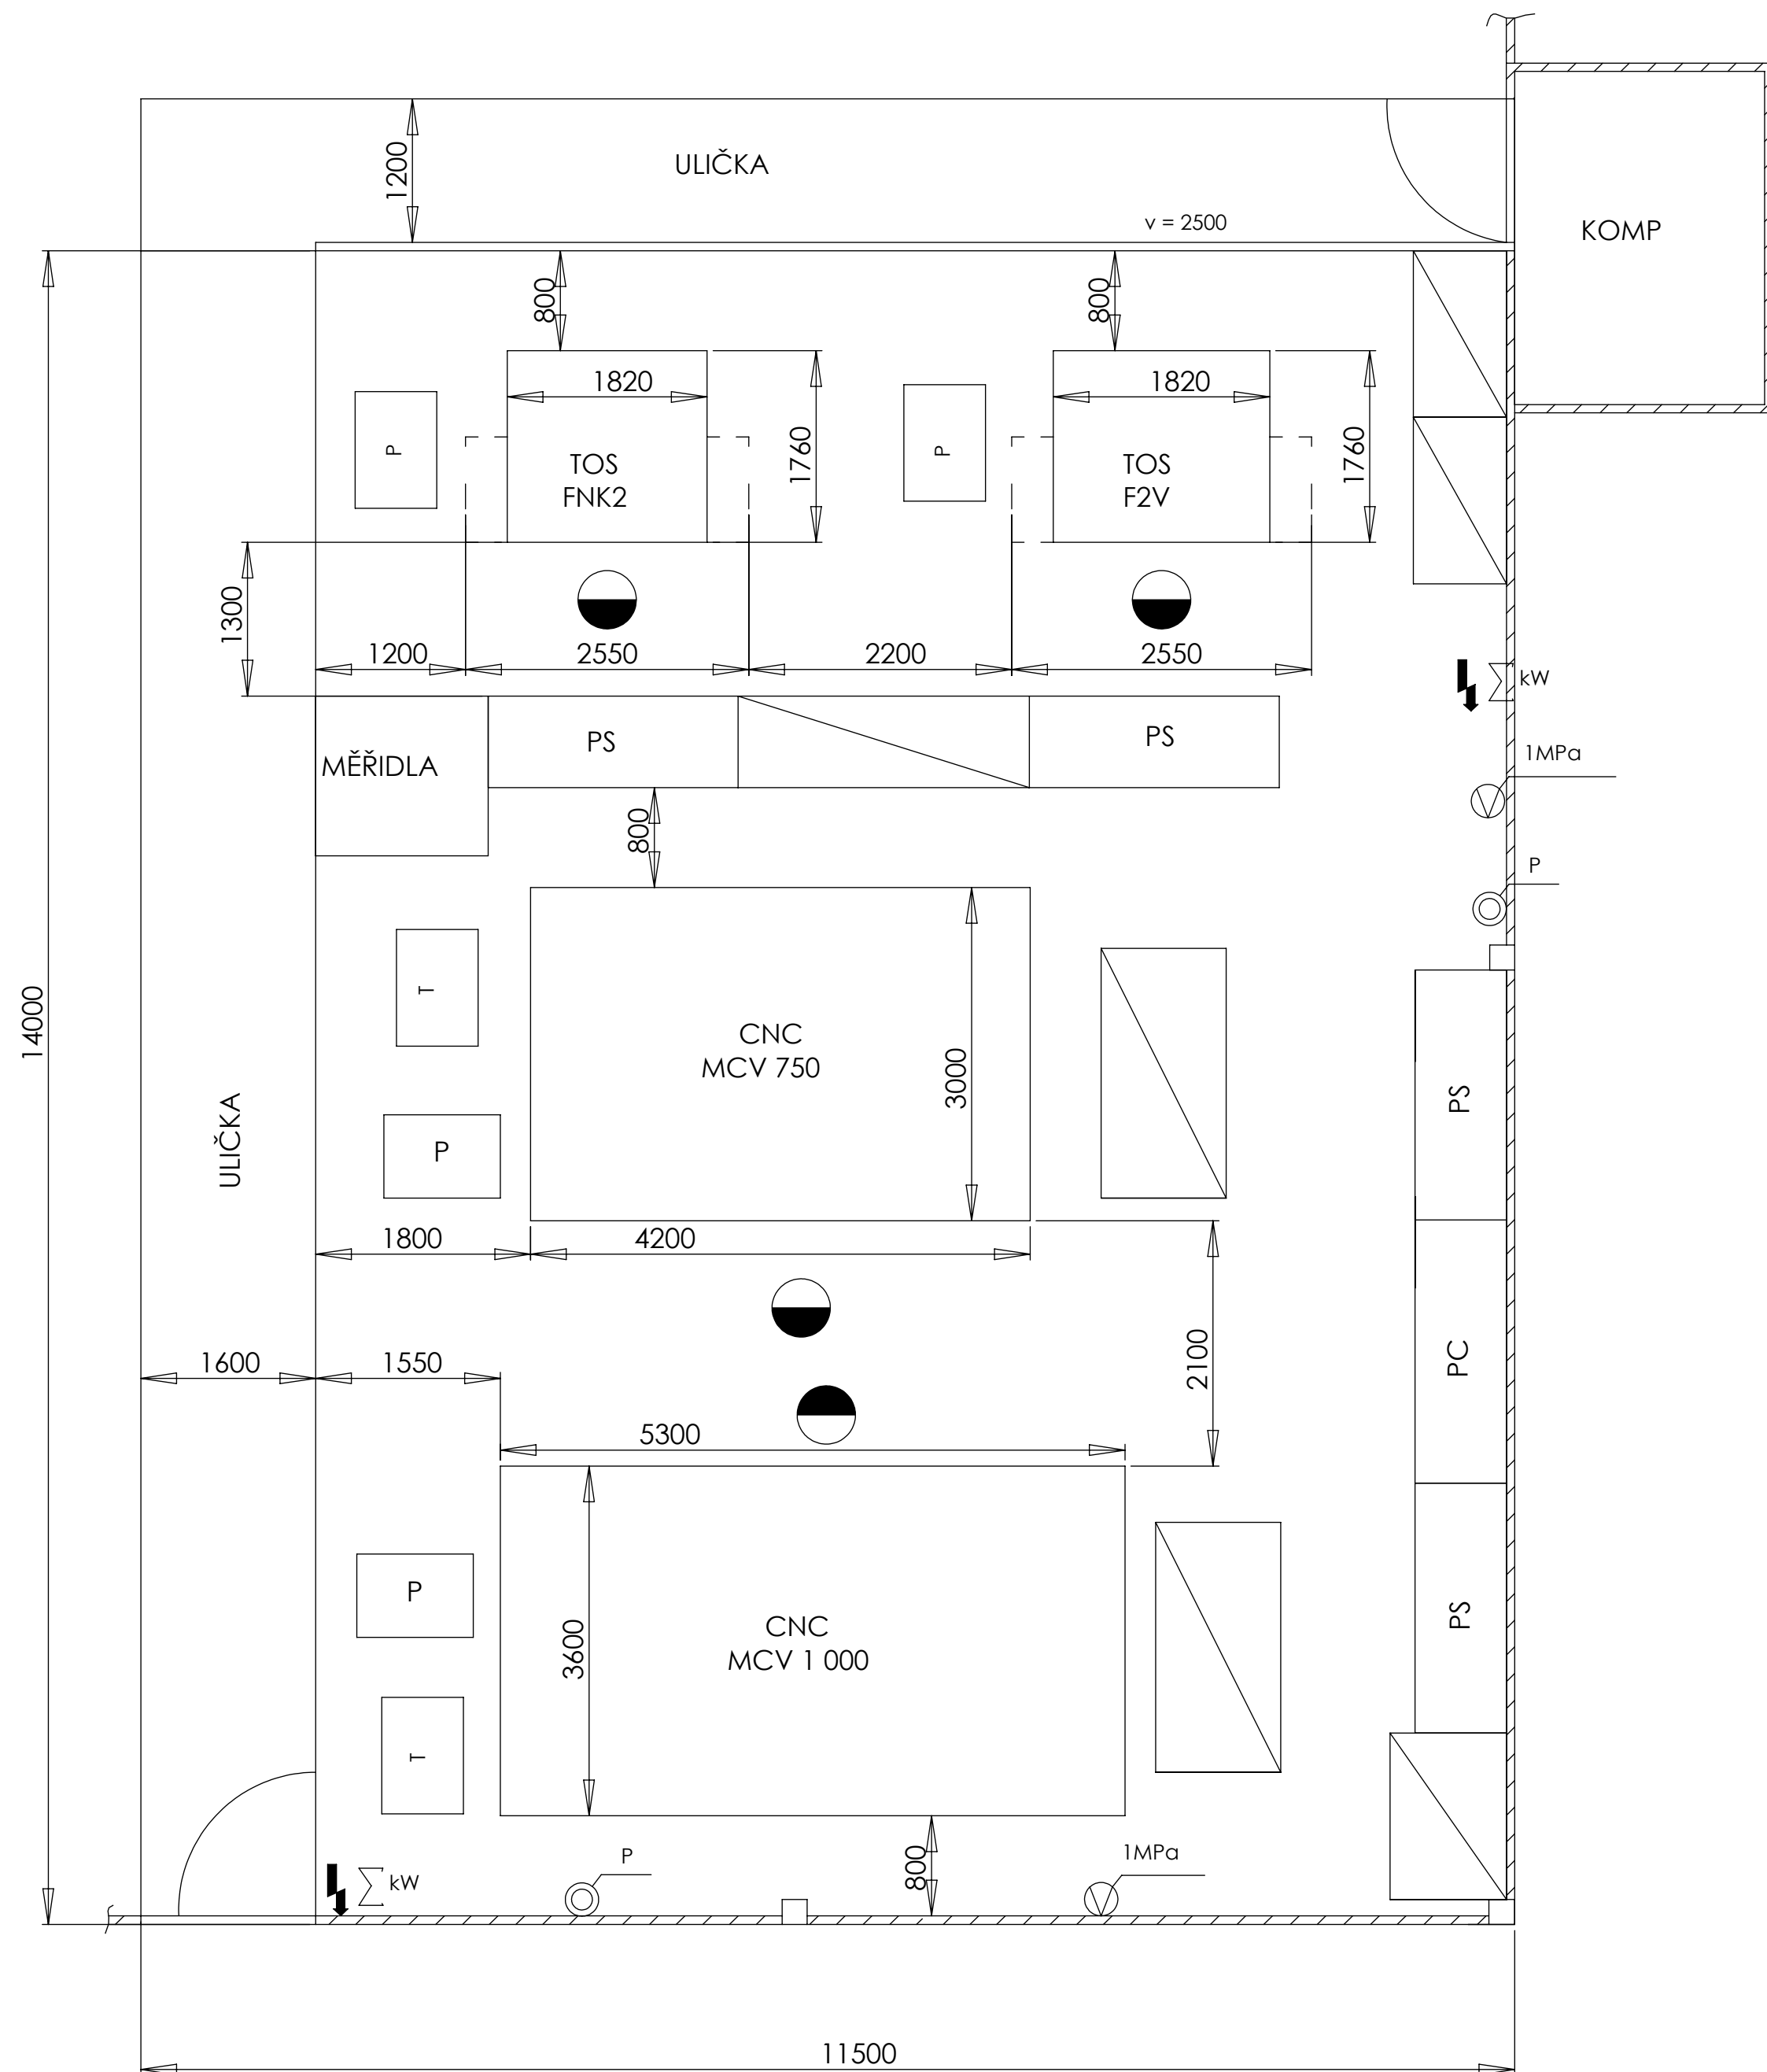 ULIČKA
1200
v = 2500
KOMP
800
800
1820
1820
P
P
1760
1760
TOS
FNK2
TOS
F2V
1300
1200
2550
2200
2550
kW
MĚŘIDLA
PS
PS
1MPa
800
P
T
CNC
MCV 750
3000
14000
PS
ULIČKA
P
1800
4200
2100
PC
1600
1550
5300
P
3600
CNC
MCV 1 000
PS
T
kW
P
800
1MPa
11500